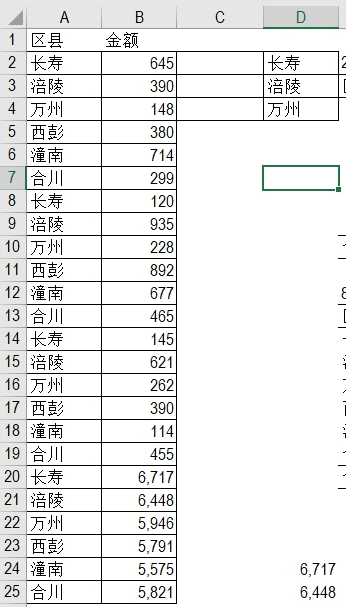 A B C D
1 区县 金额
2 长寿 645 长寿
3 涪陵 390 涪陵
4 万州 148 万州
5 西彭 380
6 潼南 714
7 合川 299
8 长寿 120
9 涪陵 935
10 万州 228
11 西彭 892
12 潼南 677
13 合川 465
14 长寿 145
15 涪陵 621
16 万州 262
17 西彭 390
18 潼南 114
19 合川 455
20 长寿 6,717
21 涪陵 6,448
22 万州 5,946
23 西彭 5,791
24 潼南 5,575 6,717
25 合川 5,821 6,448